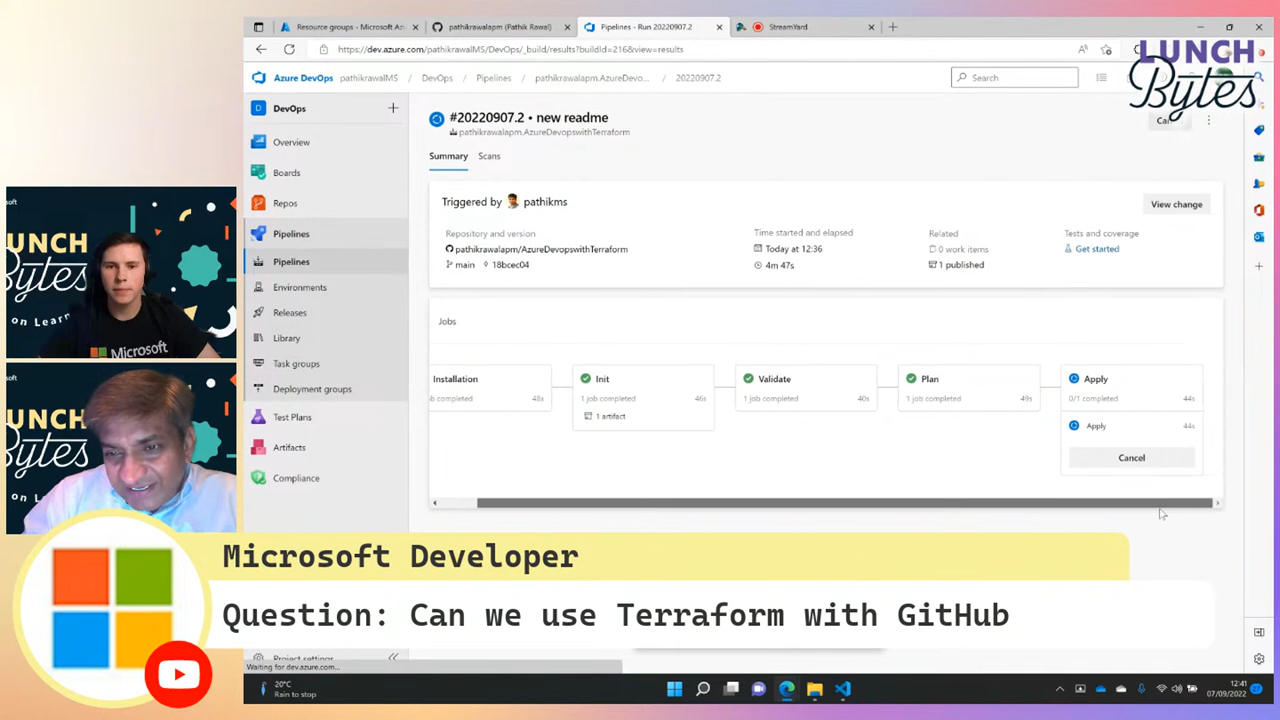 Resource groups - Microsoft Az
pathikrawalapm (Pathik Rawal)
Pipelines - Run 20220907.2
StreamYard
https://dev.azure.com/pathikrawalMS/DevOps/_build/results?buildId=216&view=results
LUNCH
Bytes
Azure DevOps
pathikrawalMS
DevOps
Pipelines
pathikrawalapm.AzureDevo...
20220907.2
Search
DevOps
Overview
Boards
Repos
Pipelines
Pipelines
Environments
Releases
Library
Task groups
Deployment groups
Test Plans
Artifacts
Compliance
Project settings
#20220907.2 • new readme
pathikrawalapm.AzureDevopswithTerraform
Summary
Scans
Triggered by pathikms
View change
Repository and version
pathikrawalapm/AzureDevopswithTerraform
main
18bcec04
Time started and elapsed
Today at 12:36
4m 47s
Related
0 work items
1 published
Tests and coverage
Get started
Jobs
Installation
b completed 48s
Init
1 job completed 46s
1 artifact
Validate
1 job completed 40s
Plan
1 job completed 49s
Apply
0/1 completed 44s
Apply 44s
Cancel
Microsoft
Microsoft Developer
Question: Can we use Terraform with GitHub
Waiting for dev.azure.com...
20°C
Rain to stop
12:41
07/09/2022